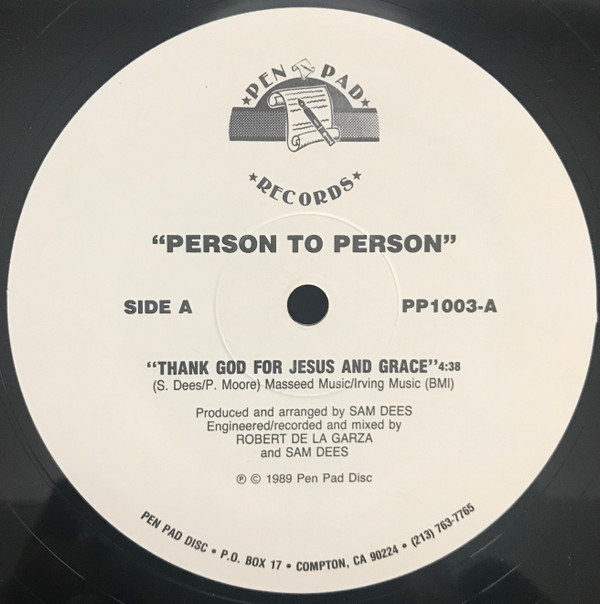 ★PEN PAD★
★RECORDS★
“PERSON TO PERSON”
SIDE A
PP1003-A
“THANK GOD FOR JESUS AND GRACE” 4:38
(S. Dees/P. Moore) Masseed Music/Irving Music (BMI)
Produced and arranged by SAM DEES
Engineered/recorded and mixed by
ROBERT DE LA GARZA
and SAM DEES
℗ © 1989 Pen Pad Disc
PEN PAD DISC • P.O. BOX 17 • COMPTON, CA 90224 • (213) 763-7765